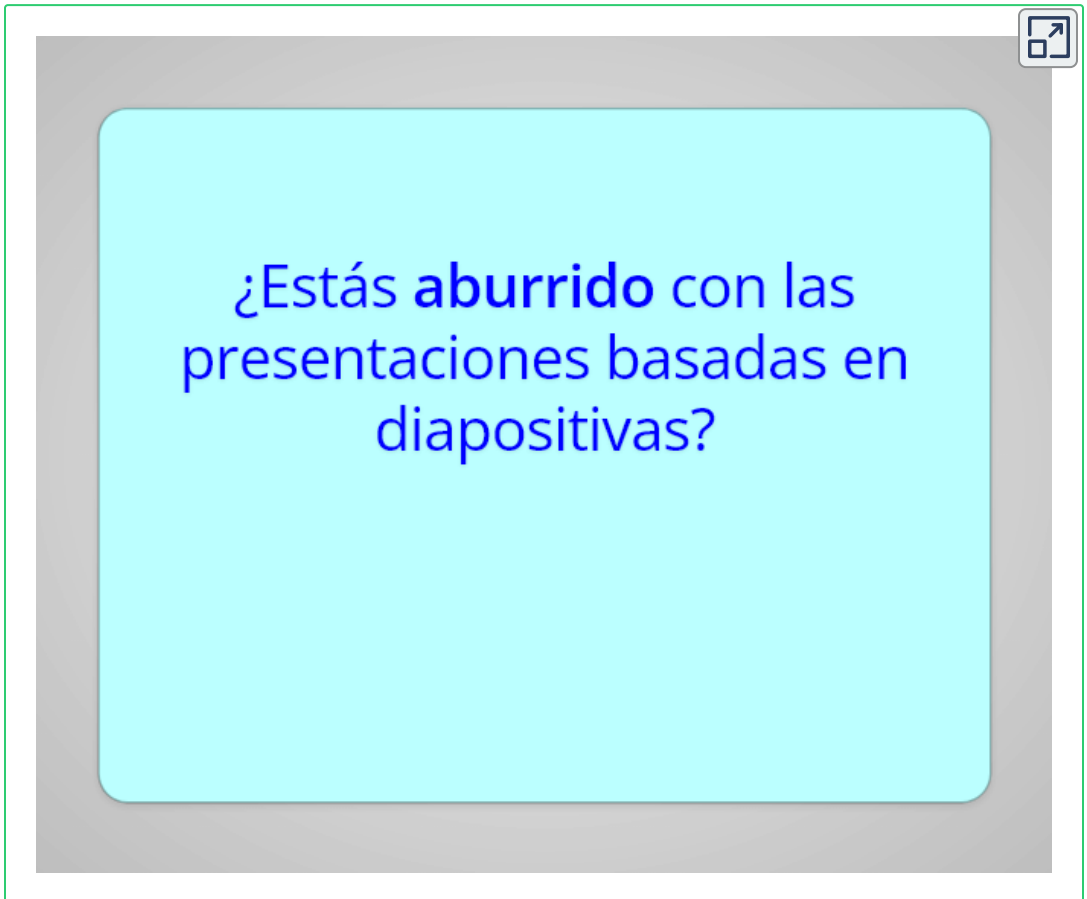 ¿Estás aburrido con las
presentaciones basadas en
diapositivas?